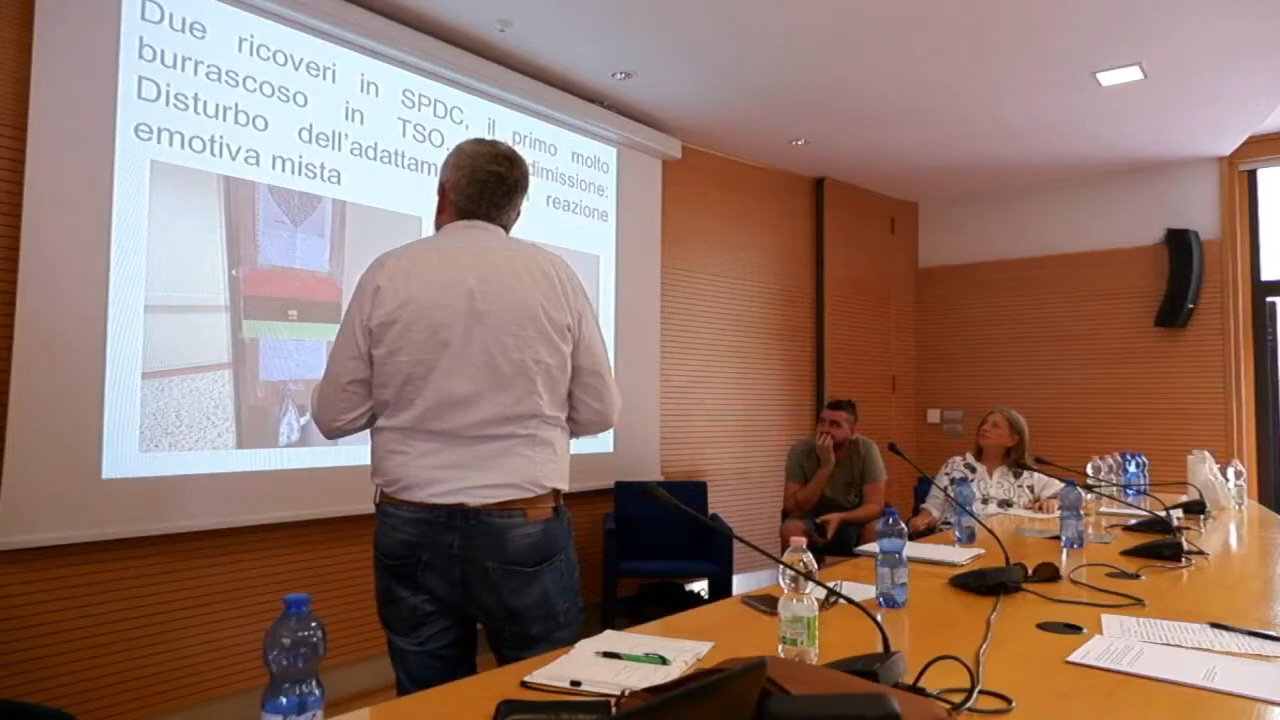 Due ricoveri in SPDC, il primo molto
burrascoso in TSO. dimissione:
Disturbo dell'adattam reazione
emotiva mista